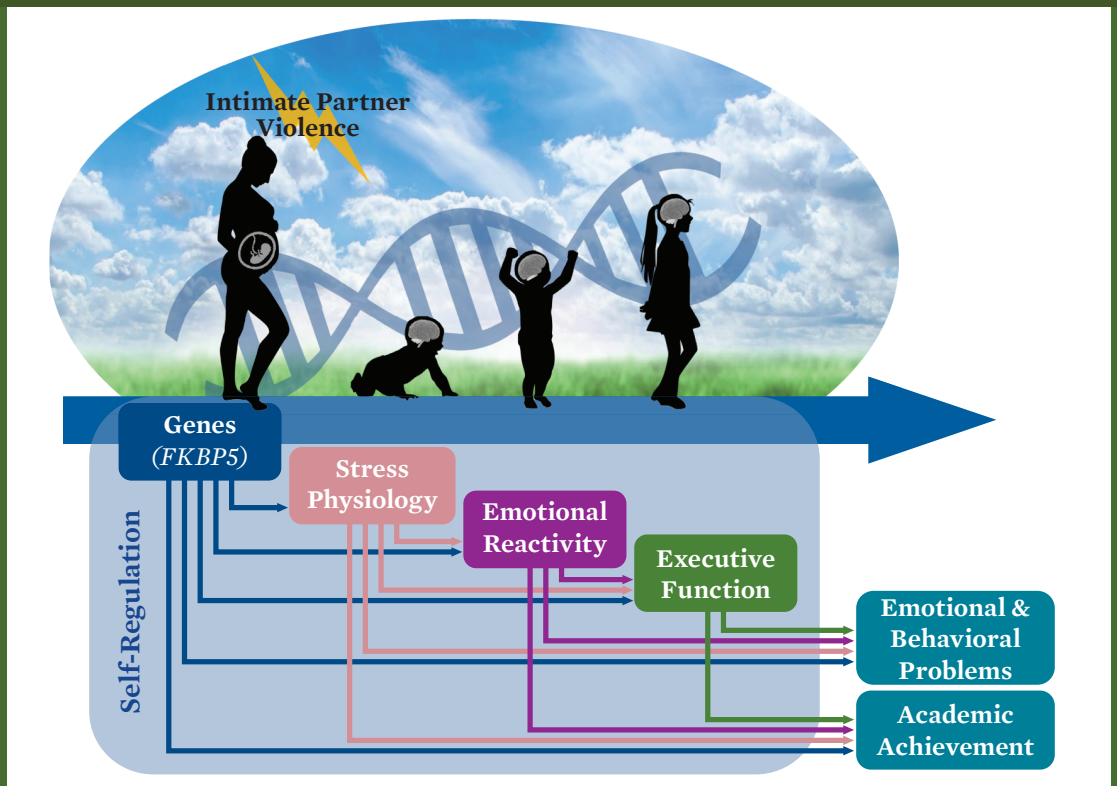 Intimate Partner
Violence
Genes
(FKBP5)
Stress
Physiology
Emotional
Reactivity
Executive
Function
Self-Regulation
Emotional &
Behavioral
Problems
Academic
Achievement